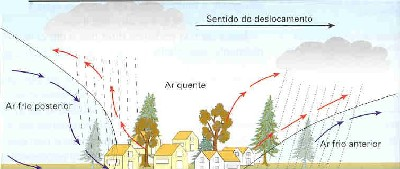 Sentido do deslocamento
Ar quente
Ar frio posterior
Ar frio anterior